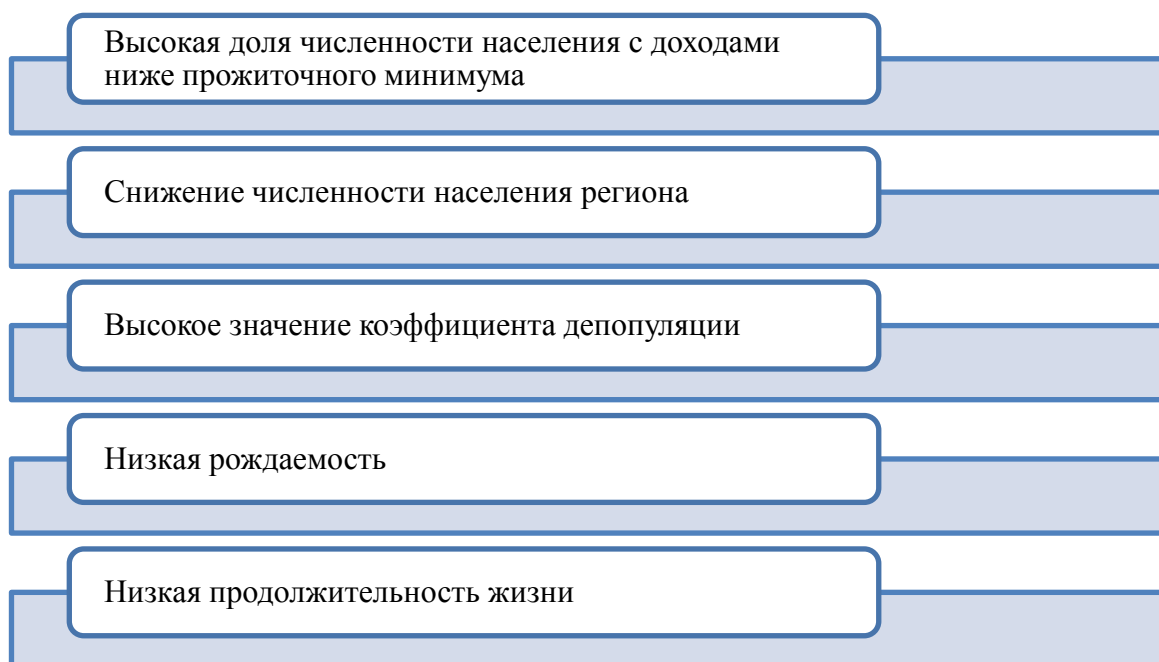 Высокая доля численности населения с доходами
ниже прожиточного минимума
Снижение численности населения региона
Высокое значение коэффициента депопуляции
Низкая рождаемость
Низкая продолжительность жизни